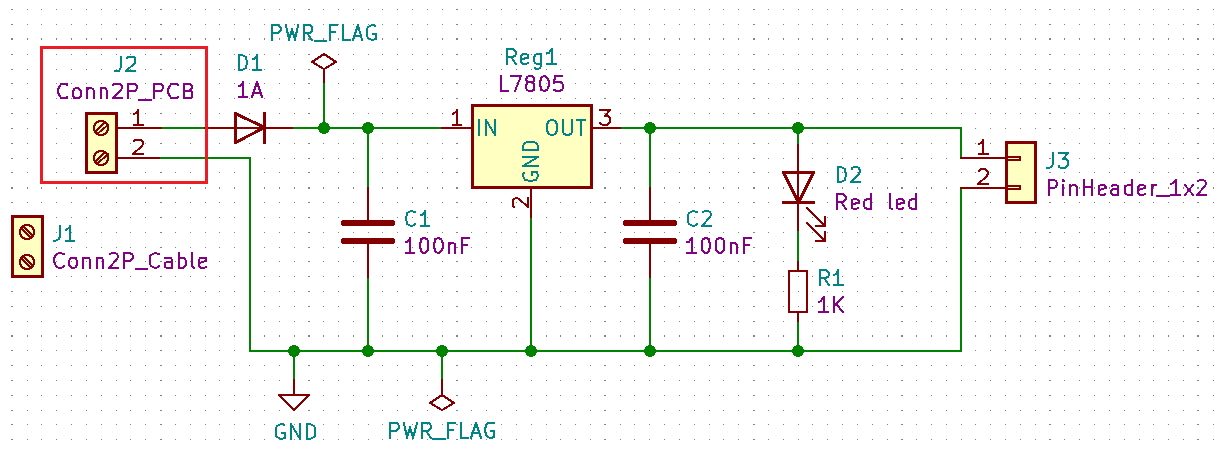 PWR_FLAG
J2
Conn2P_PCB
1
2
D1
1A
Reg1
L7805
1
IN
OUT
3
GND
2
J1
Conn2P_Cable
C1
100nF
C2
100nF
D2
Red led
R1
1K
1
2
J3
PinHeader_1x2
GND
PWR_FLAG